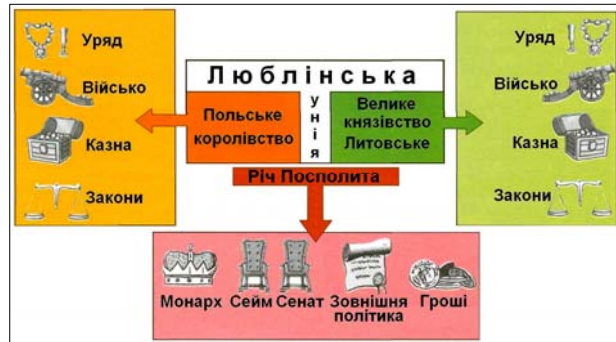 Уряд
Військо
Казна
Закони
Люблінська
унія
Польське
королівство
Велике
князівство
Литовське
Річ Посполита
Уряд
Військо
Казна
Закони
Монарх
Сейм
Сенат
Зовнішня
політика
Гроші